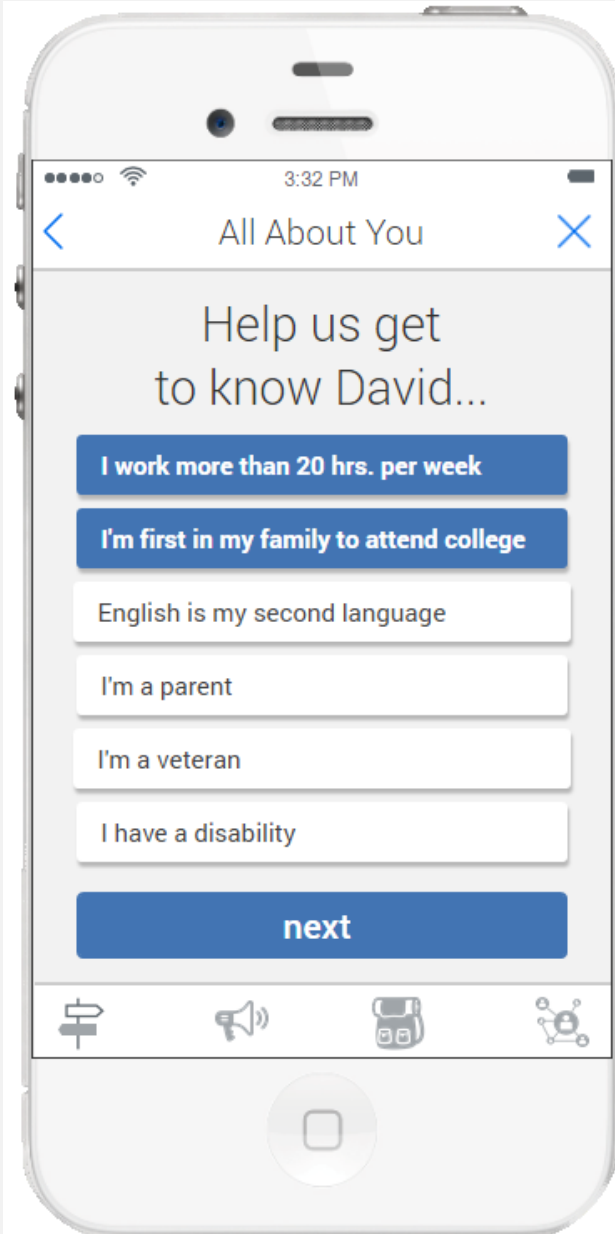 3:32 PM
All About You
Help us get
to know David...
I work more than 20 hrs. per week
I'm first in my family to attend college
English is my second language
I'm a parent
I'm a veteran
I have a disability
next